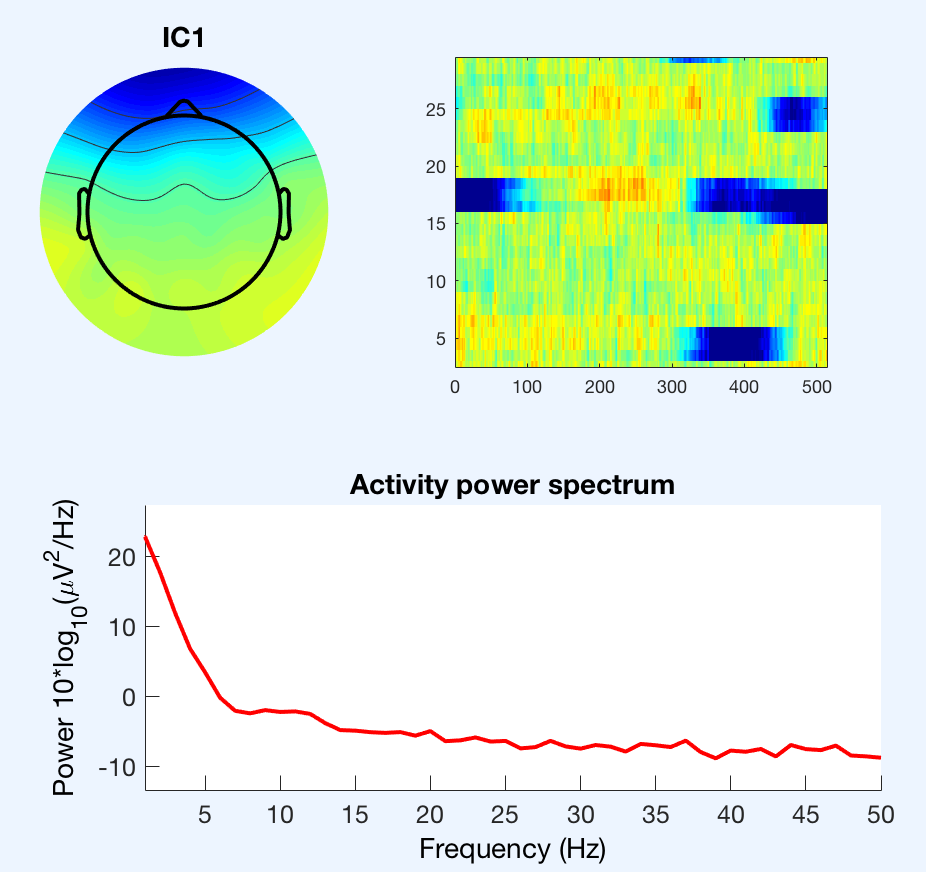 IC1
25
20
15
10
5
0 100 200 300 400 500
Activity power spectrum
Power 10*log10(μV2/Hz)
20
10
0
-10
5 10 15 20 25 30 35 40 45 50
Frequency (Hz)